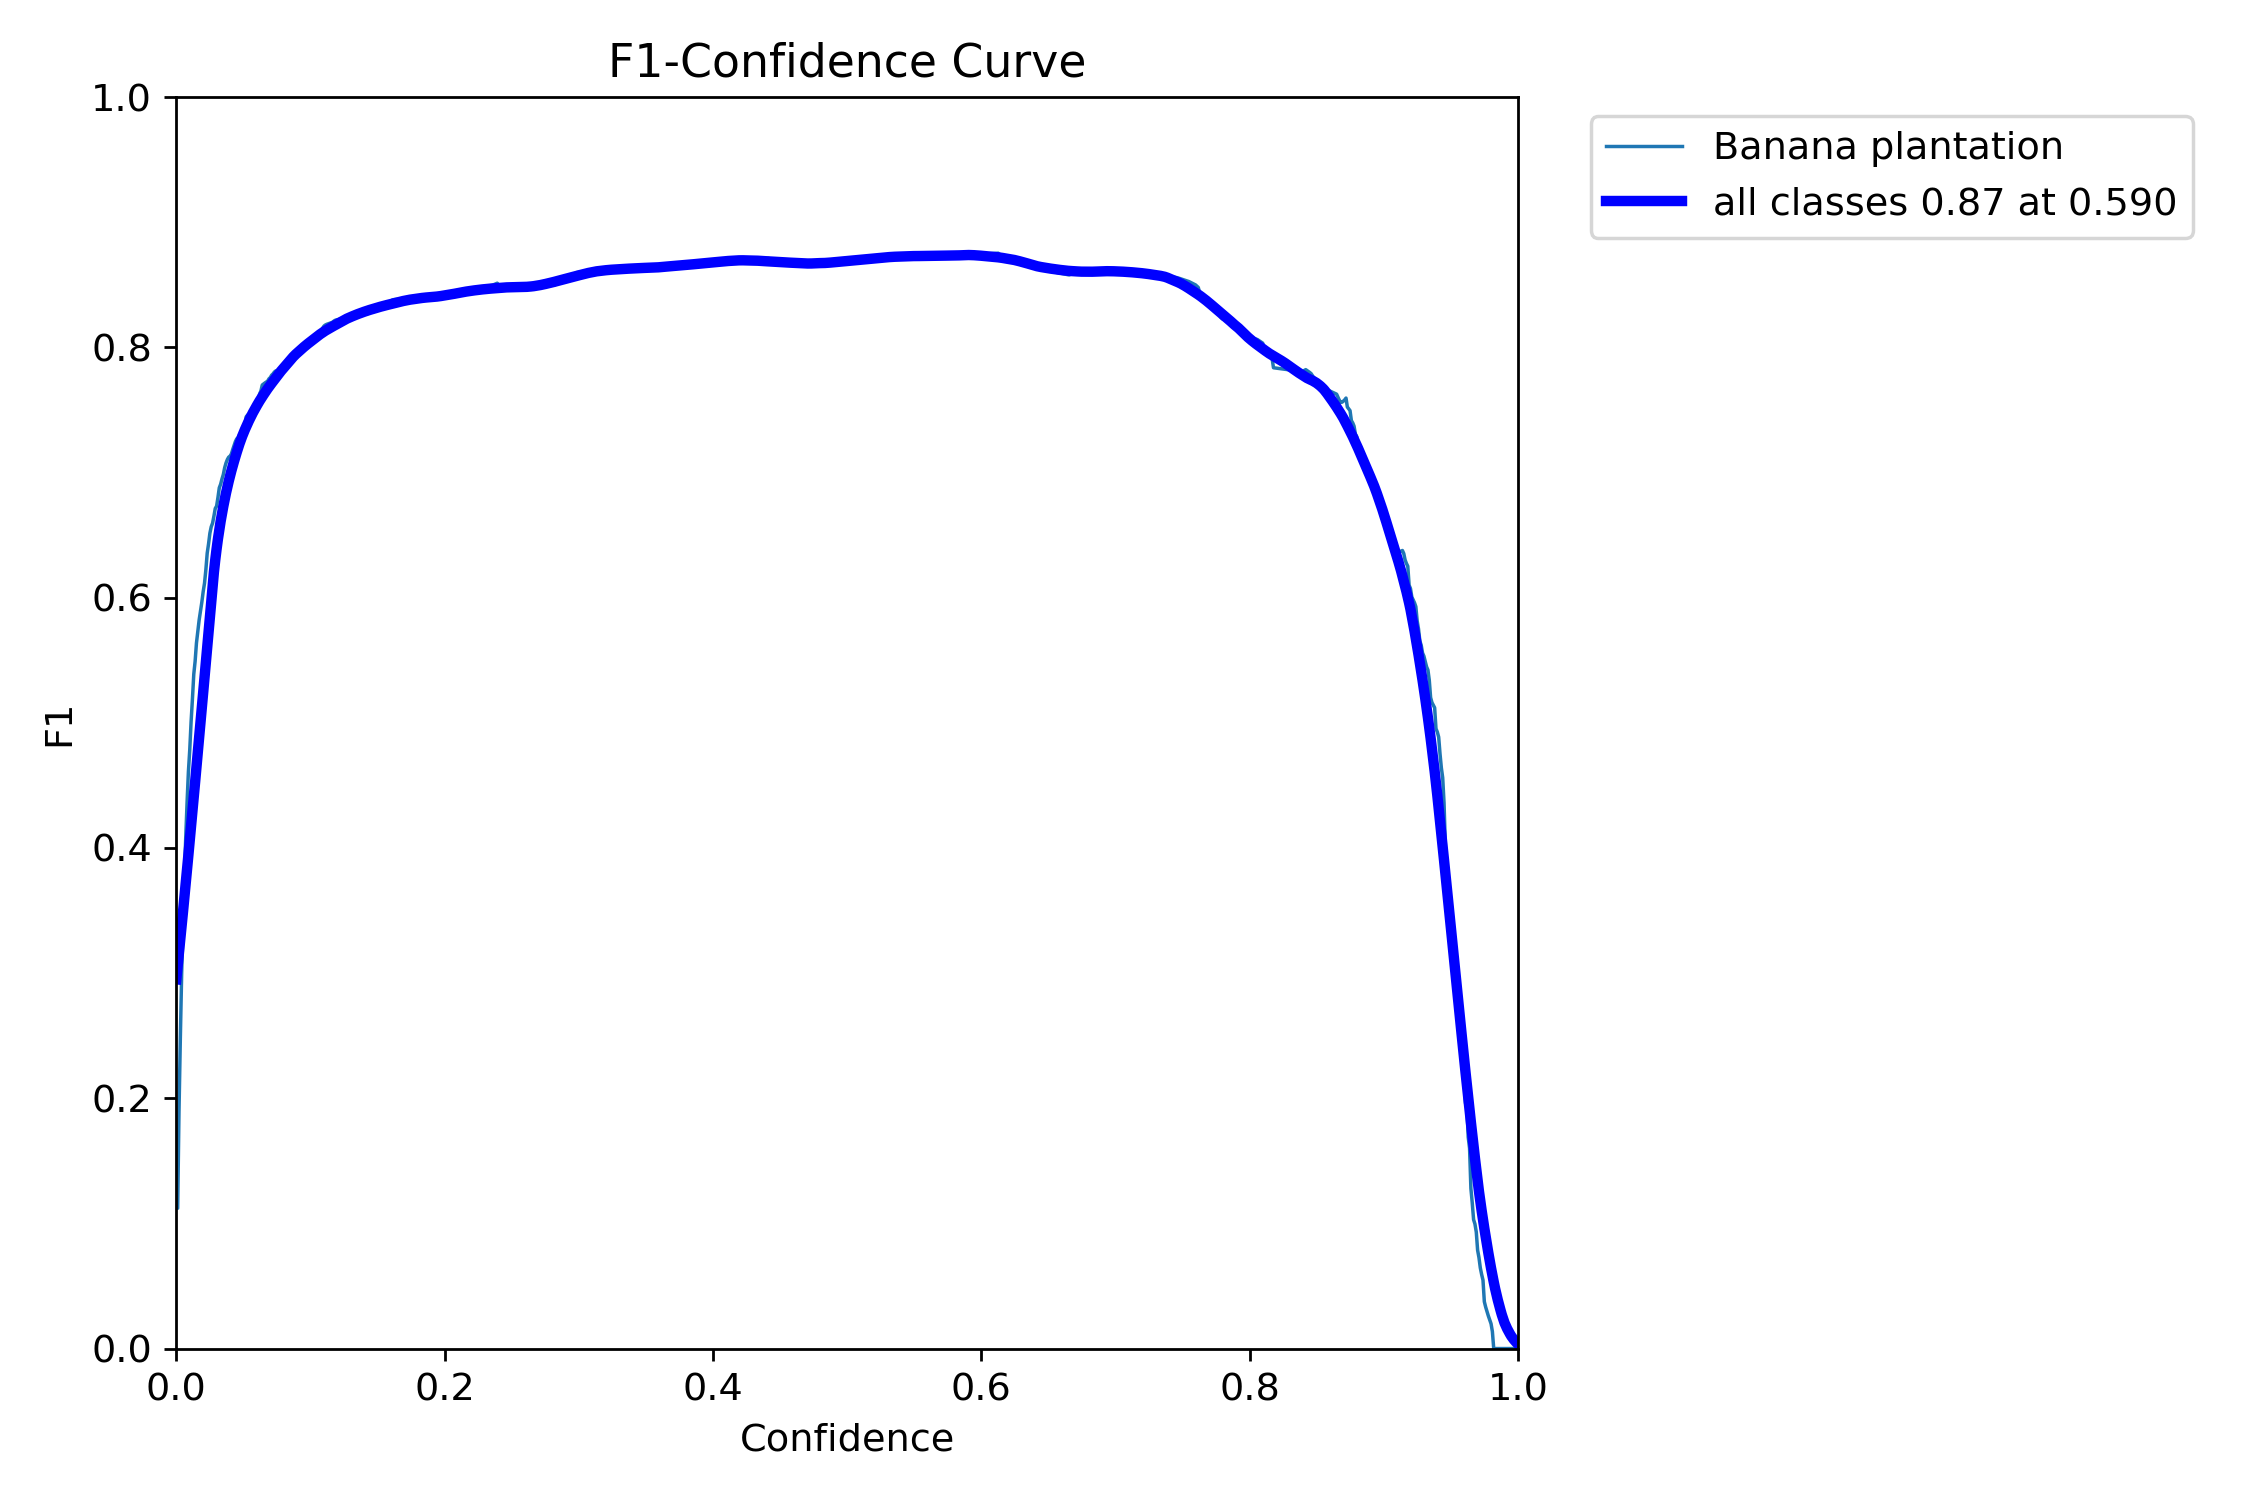 F1-Confidence Curve
1.0
0.8
0.6
0.4
0.2
0.0
F1
0.0 0.2 0.4 0.6 0.8 1.0
Confidence
Banana plantation
all classes 0.87 at 0.590